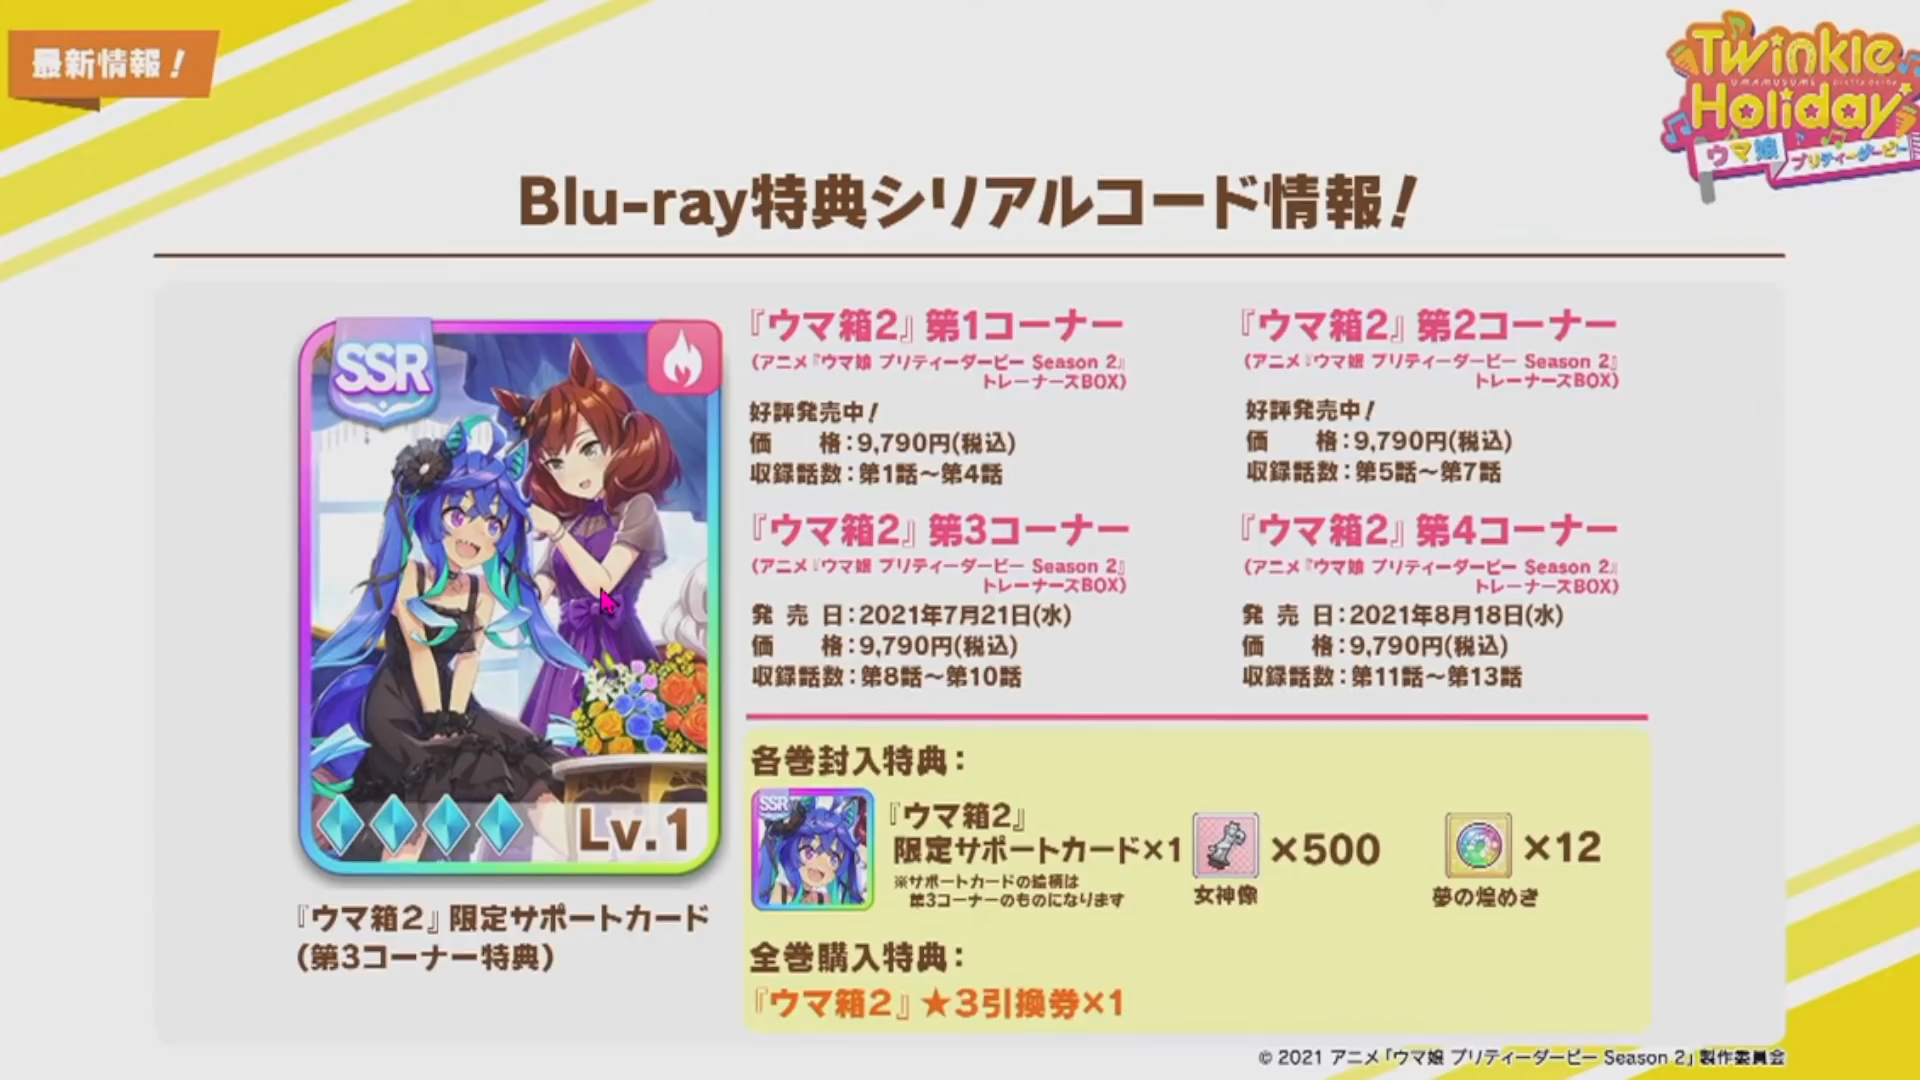 最新情報!
Twinkle
UMAMUSUME pretty derby
Holiday
ウマ娘 プリティーダービー
Blu-ray特典シリアルコード情報!
SSR
Lv.1
『ウマ箱2』限定サポートカード
(第3コーナー特典)
『ウマ箱2』第1コーナー
(アニメ『ウマ娘 プリティーダービー Season 2』
トレーナーズBOX)
好評発売中!
価 格:9,790円(税込)
収録話数:第1話~第4話
『ウマ箱2』第2コーナー
(アニメ『ウマ娘 プリティーダービー Season 2』
トレーナーズBOX)
好評発売中!
価 格:9,790円(税込)
収録話数:第5話~第7話
『ウマ箱2』第3コーナー
(アニメ『ウマ娘 プリティーダービー Season 2』
トレーナーズBOX)
発 売 日:2021年7月21日(水)
価 格:9,790円(税込)
収録話数:第8話~第10話
『ウマ箱2』第4コーナー
(アニメ『ウマ娘 プリティーダービー Season 2』
トレーナーズBOX)
発 売 日:2021年8月18日(水)
価 格:9,790円(税込)
収録話数:第11話~第13話
各巻封入特典:
SSR
『ウマ箱2』
限定サポートカード×1
※サポートカードの絵柄は
第3コーナーのものになります
×500
女神像
×12
夢の煌めき
全巻購入特典:
『ウマ箱2』★3引換券×1
© 2021 アニメ「ウマ娘 プリティーダービー Season 2」製作委員会